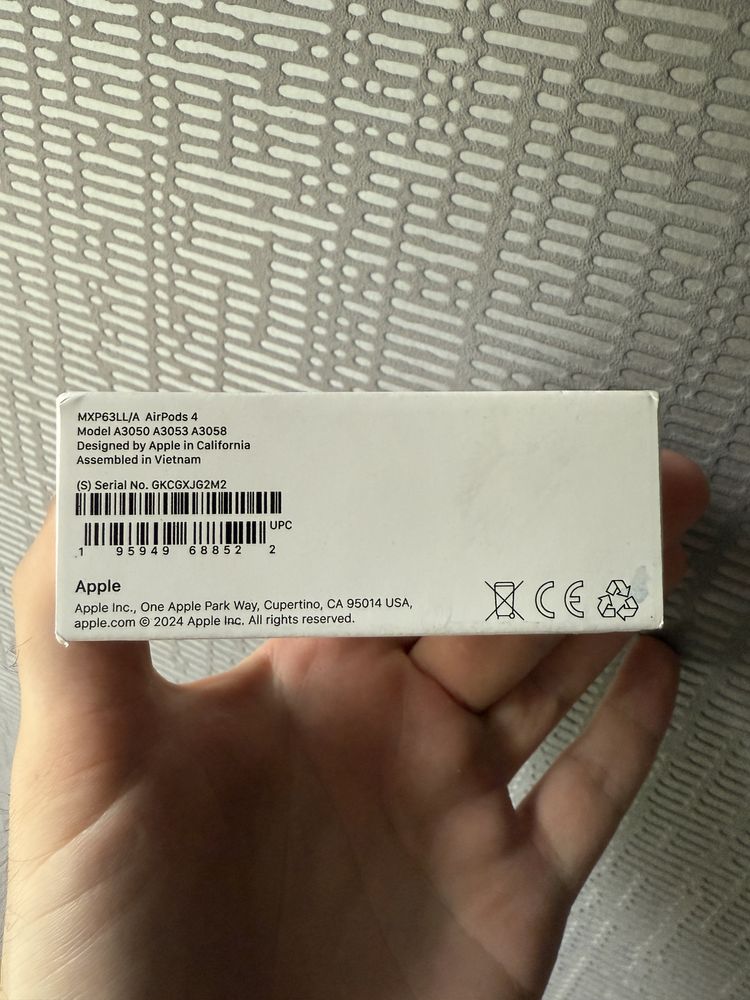 MXP63LL/A AirPods 4
Model A3050 A3053 A3058
Designed by Apple in California
Assembled in Vietnam
(S) Serial No. GKCGXJG2M2
UPC
1 95949 68852 2
Apple
Apple Inc., One Apple Park Way, Cupertino, CA 95014 USA,
apple.com © 2024 Apple Inc. All rights reserved.
CE